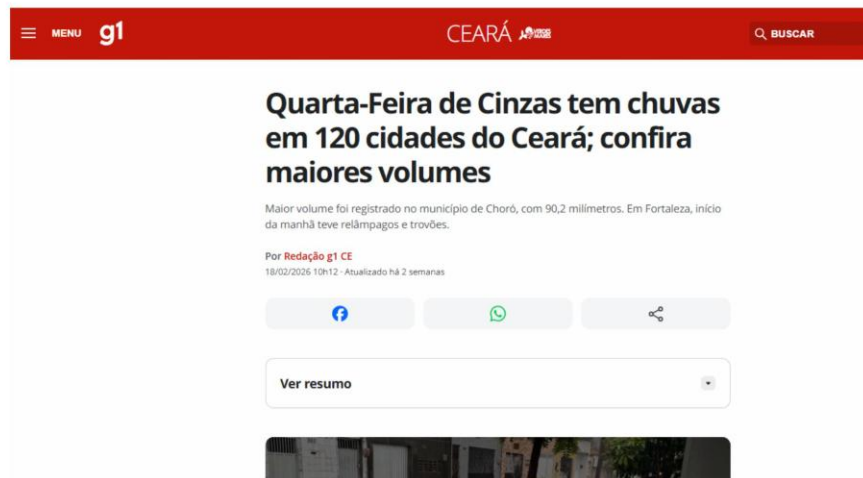 MENU g1 CEARÁ BUSCAR
Quarta-Feira de Cinzas tem chuvas
em 120 cidades do Ceará; confira
maiores volumes
Maior volume foi registrado no município de Choró, com 90,2 milímetros. Em Fortaleza, início
da manhã teve relâmpagos e trovões.
Por Redação g1 CE
18/02/2026 10h12 · Atualizado há 2 semanas
Ver resumo